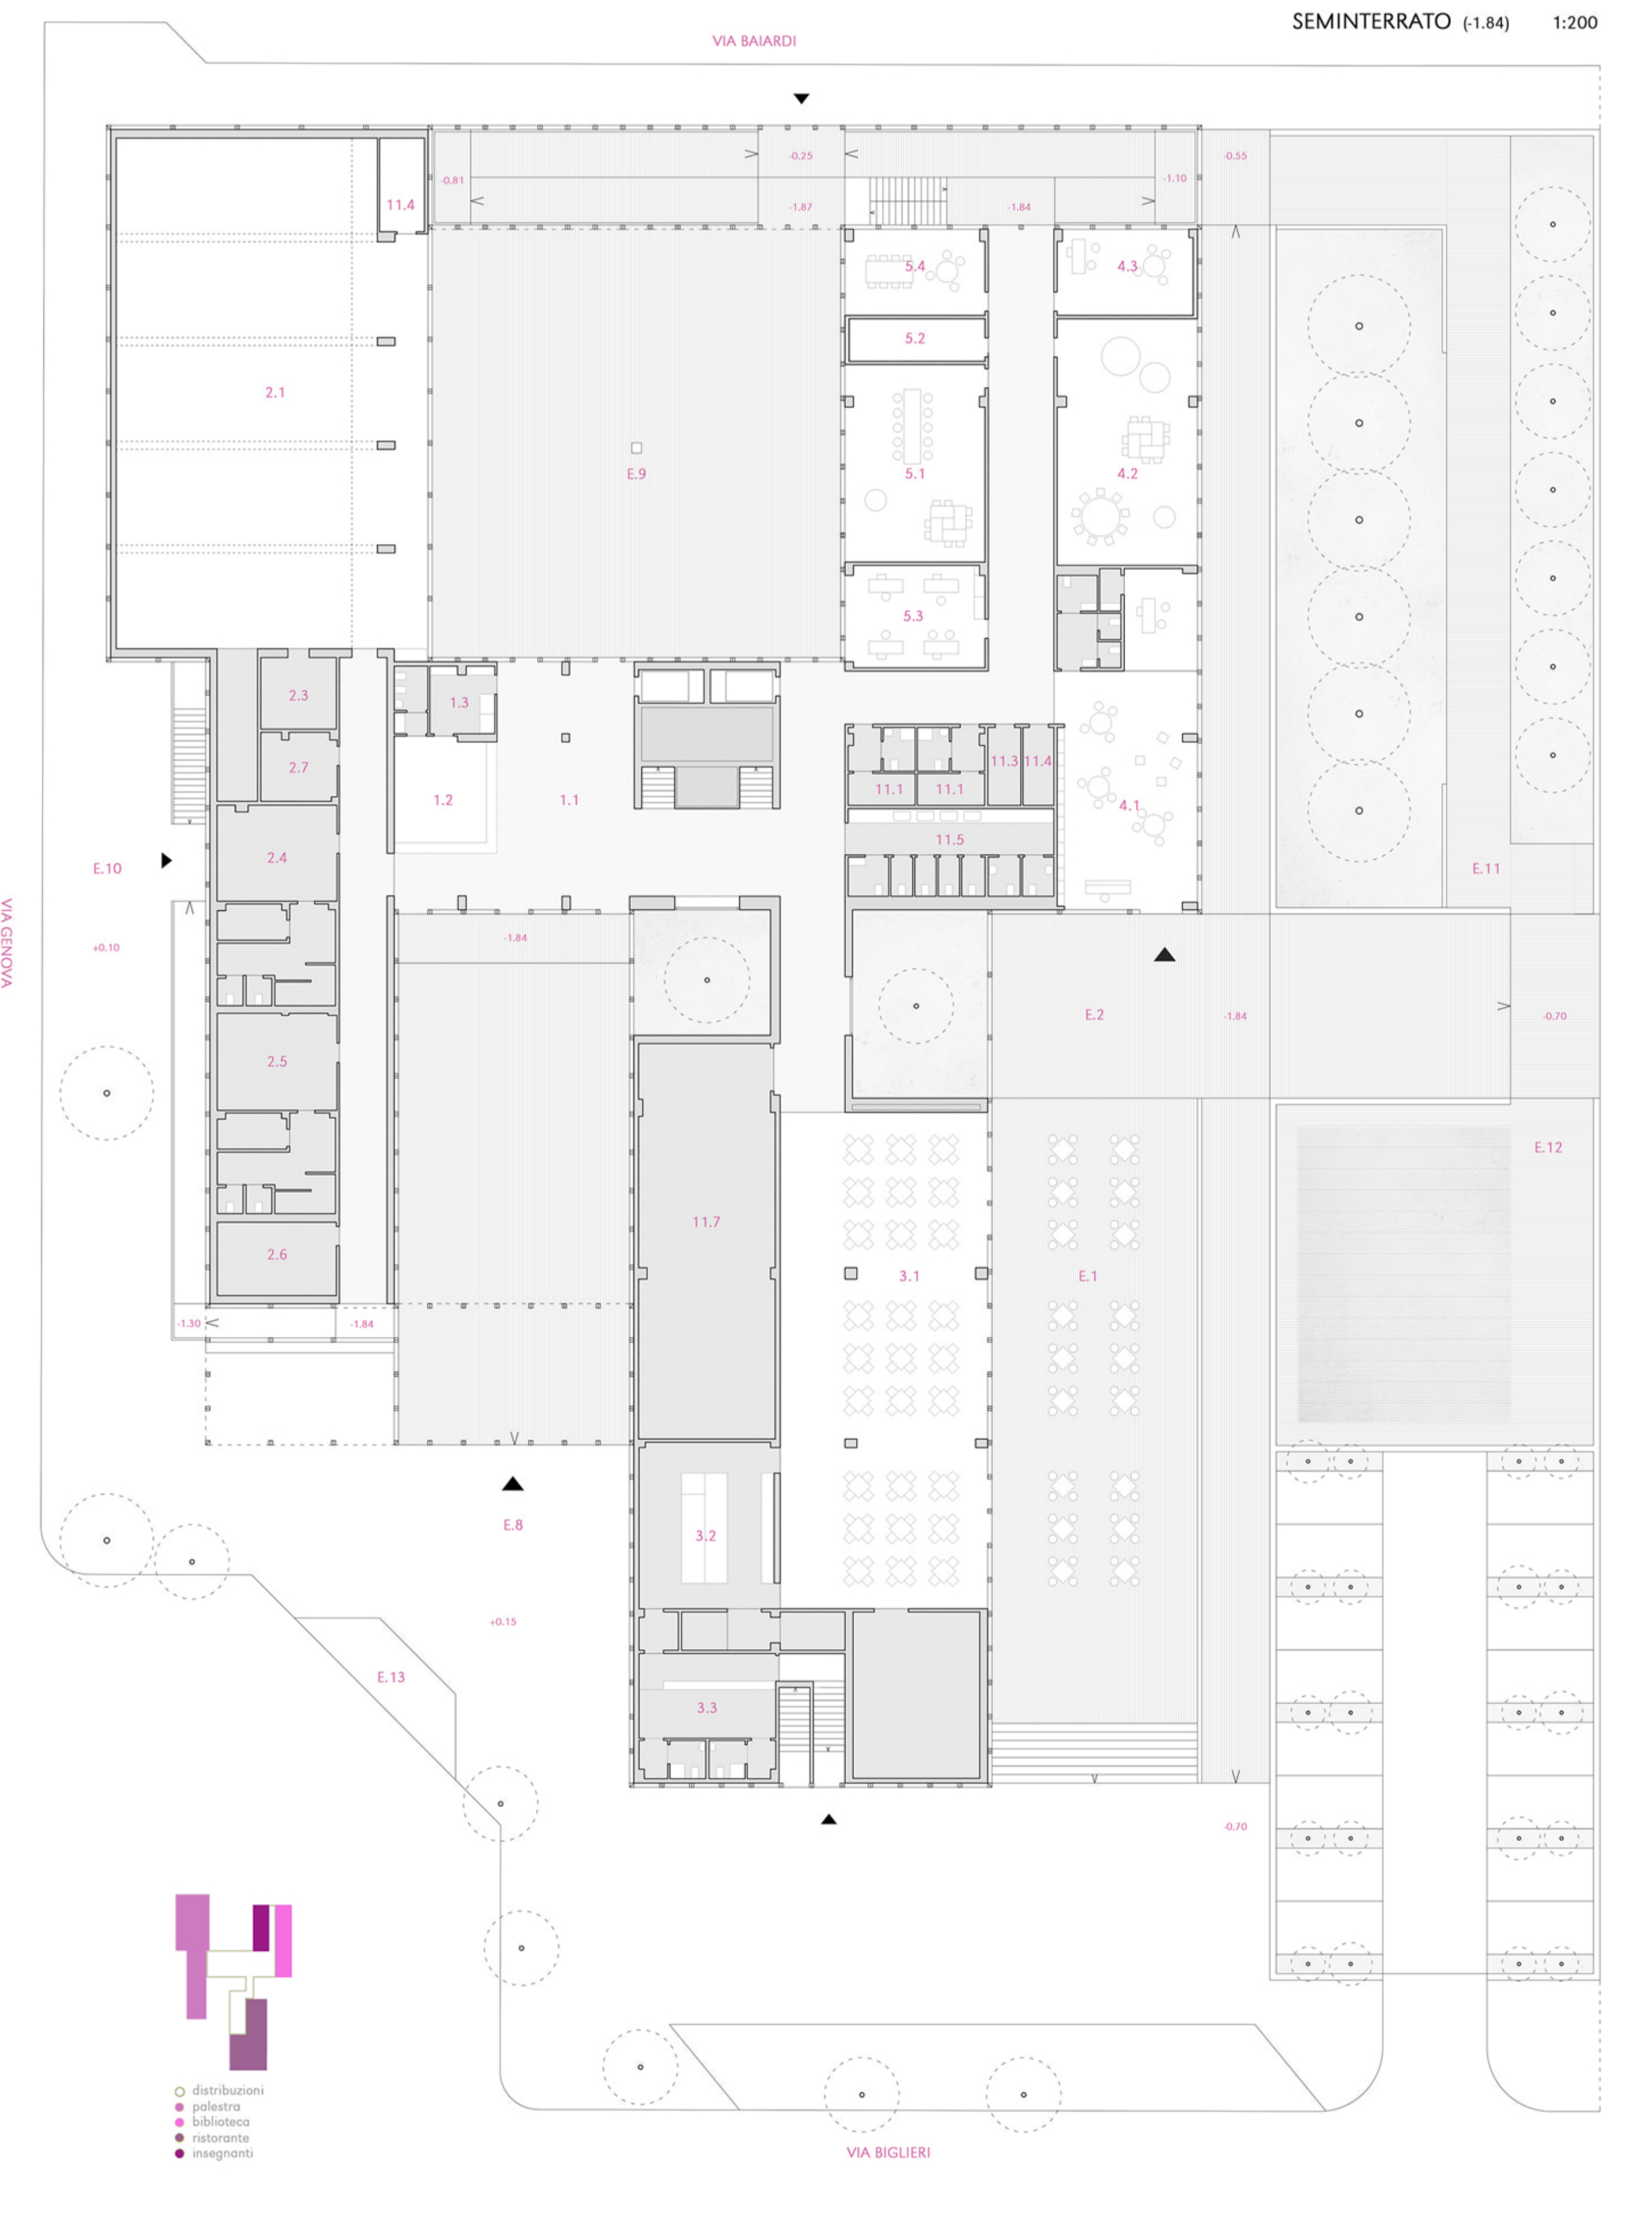 SEMINTERRATO (-1.84) 1:200
VIA BAIARDI
-0.25
-0.55
-0.81
-1.10
11.4
-1.87
-1.84
5.4
4.3
5.2
2.1
E.9
5.1
4.2
5.3
2.3
1.3
2.7
11.3
11.4
11.1
11.1
1.2
1.1
4.1
11.5
2.4
E.10
E.11
VIA GENOVA
+0.10
-1.84
E.2
-1.84
-0.70
2.5
E.12
11.7
2.6
3.1
E.1
-1.30
-1.84
E.8
3.2
+0.15
E.13
3.3
-0.70
distribuzioni
palestra
biblioteca
ristorante
insegnanti
VIA BIGLIERI